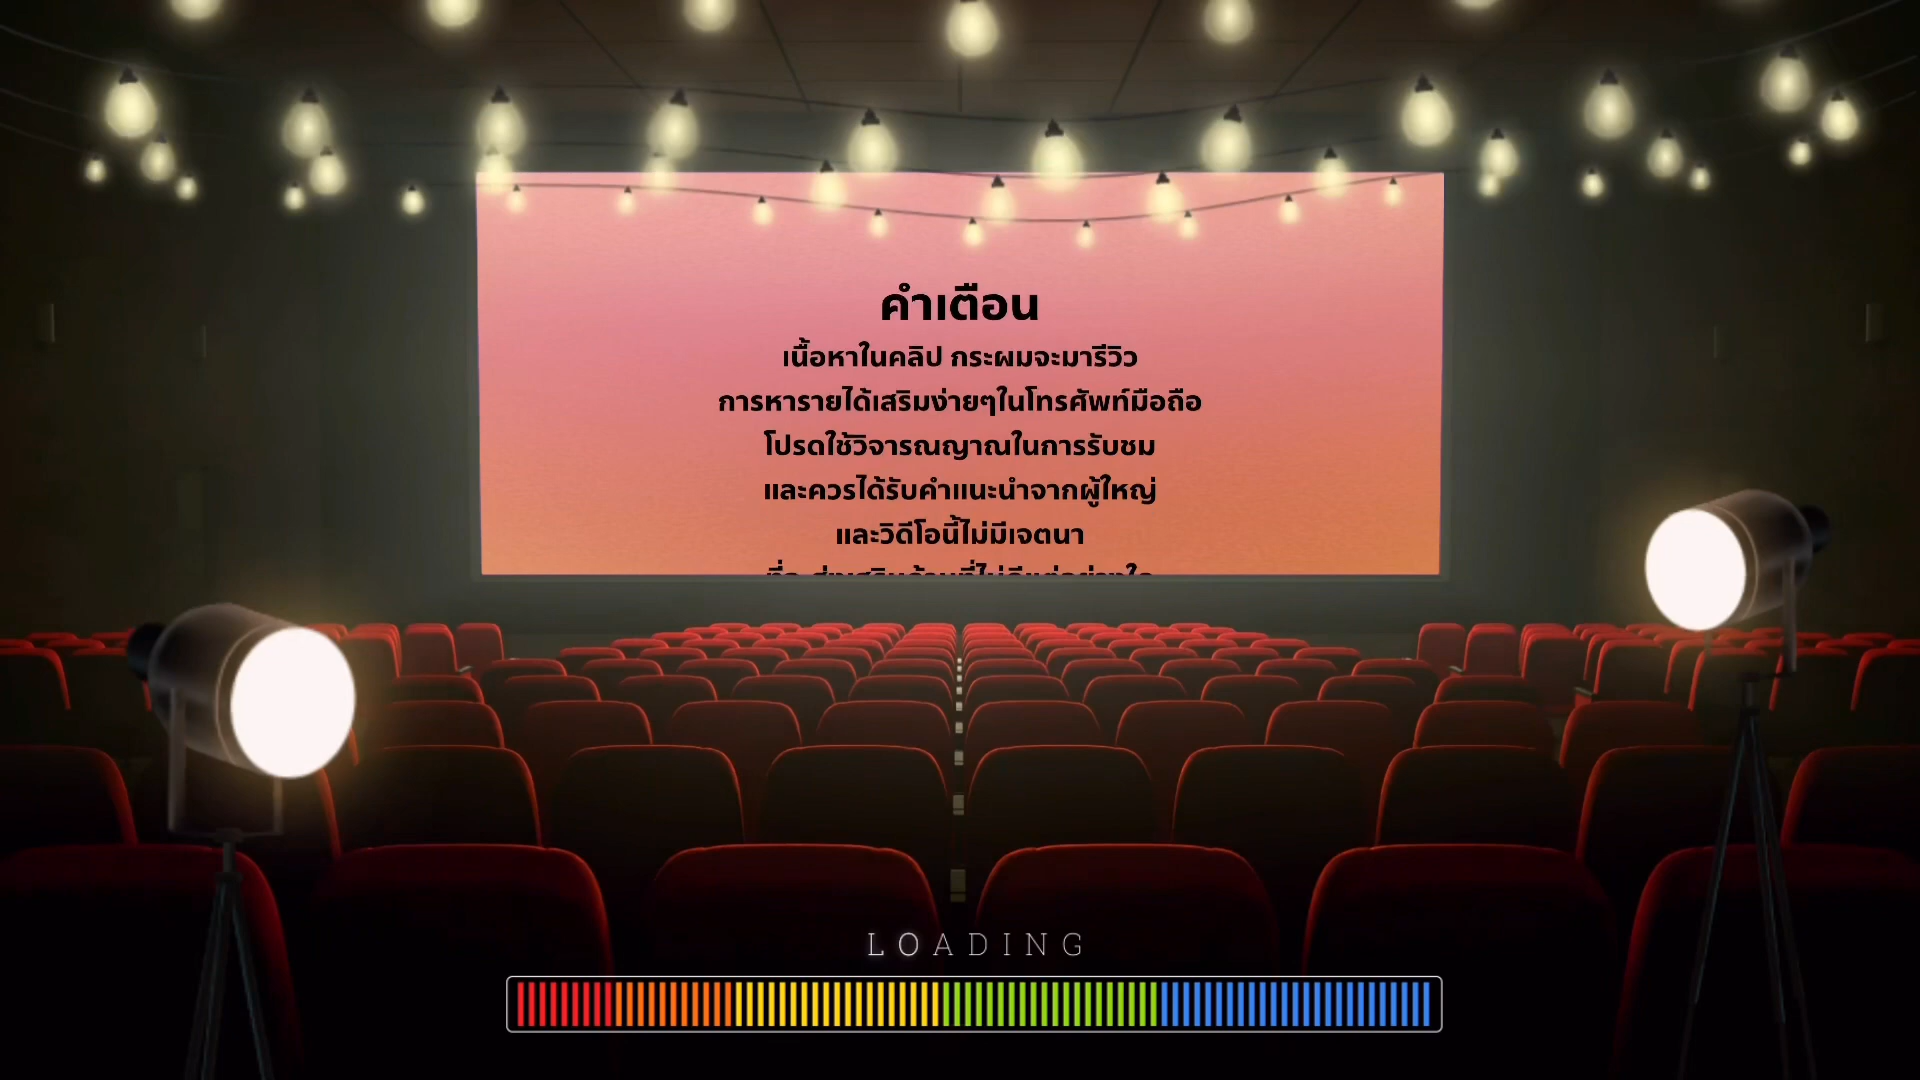 คำเตือน
เนื้อหาในคลิป กระผมจะมารีวิว
การหารายได้เสริมง่ายๆในโทรศัพท์มือถือ
โปรดใช้วิจารณญาณในการรับชม
และควรได้รับคำแนะนำจากผู้ใหญ่
และวิดีโอนี้ไม่มีเจตนา
LOADING